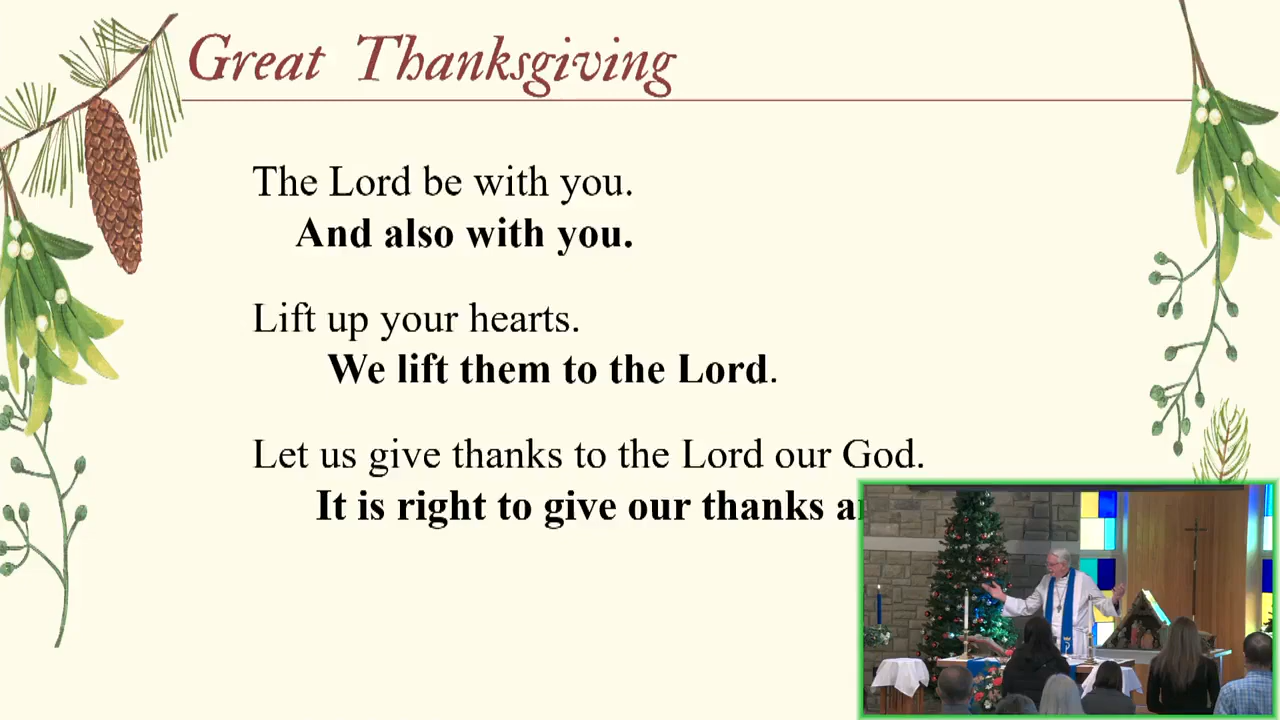 Great Thanksgiving
The Lord be with you.
And also with you.
Lift up your hearts.
We lift them to the Lord.
Let us give thanks to the Lord our God.
It is right to give our thanks